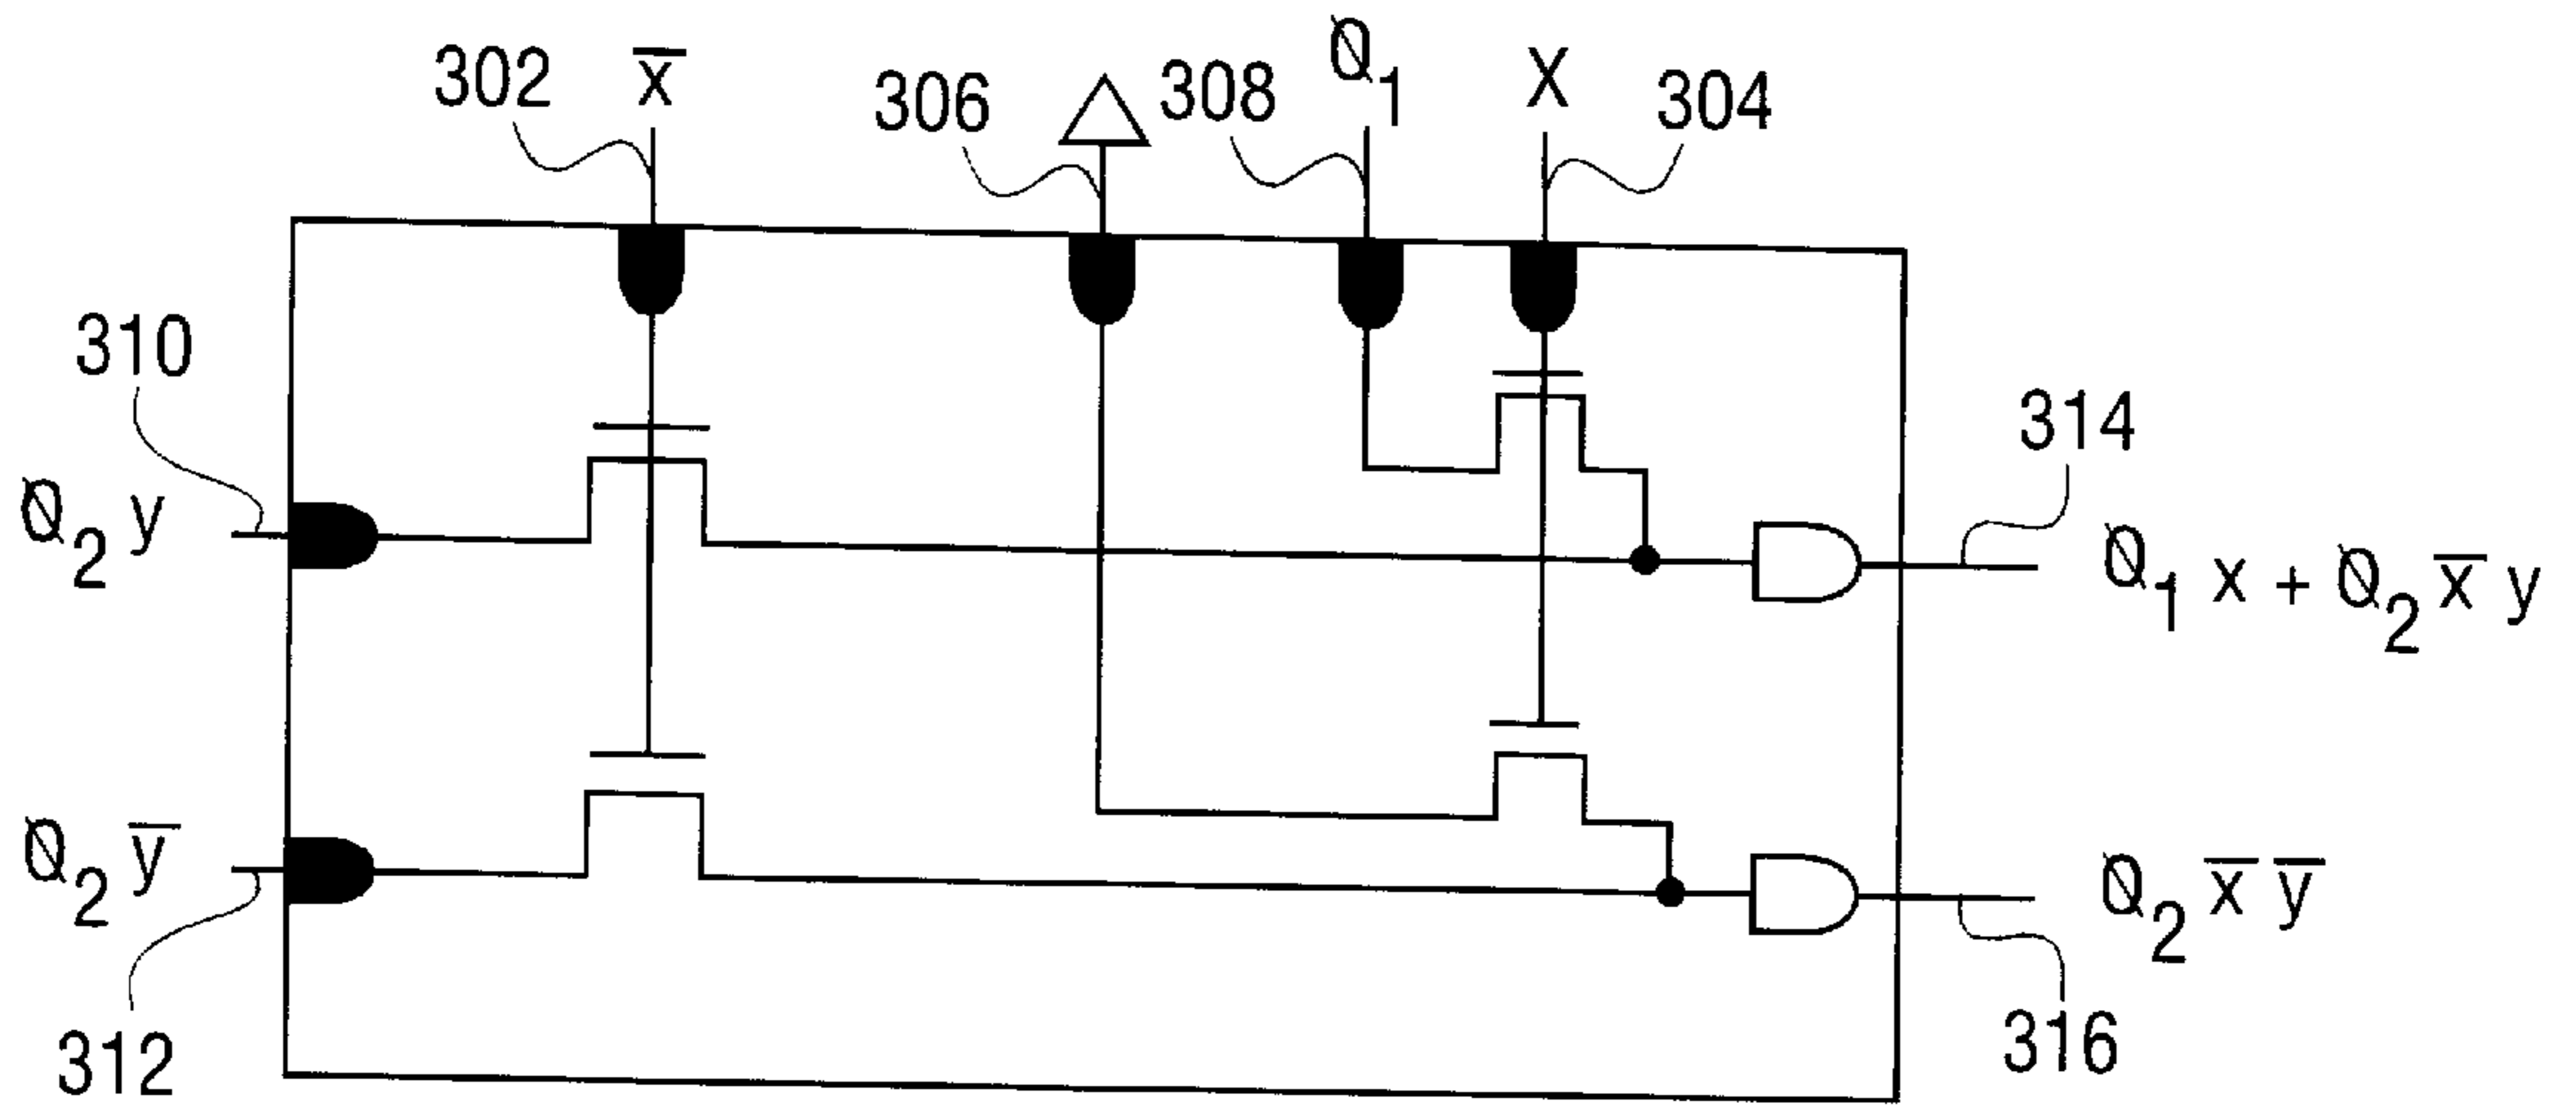 302 x̅ 306 308 Ø₁ X 304
310
314
Ø₂ y
Ø₁ x + Ø₂ x̅ y
Ø₂ y̅
Ø₂ x̅ y̅
312
316